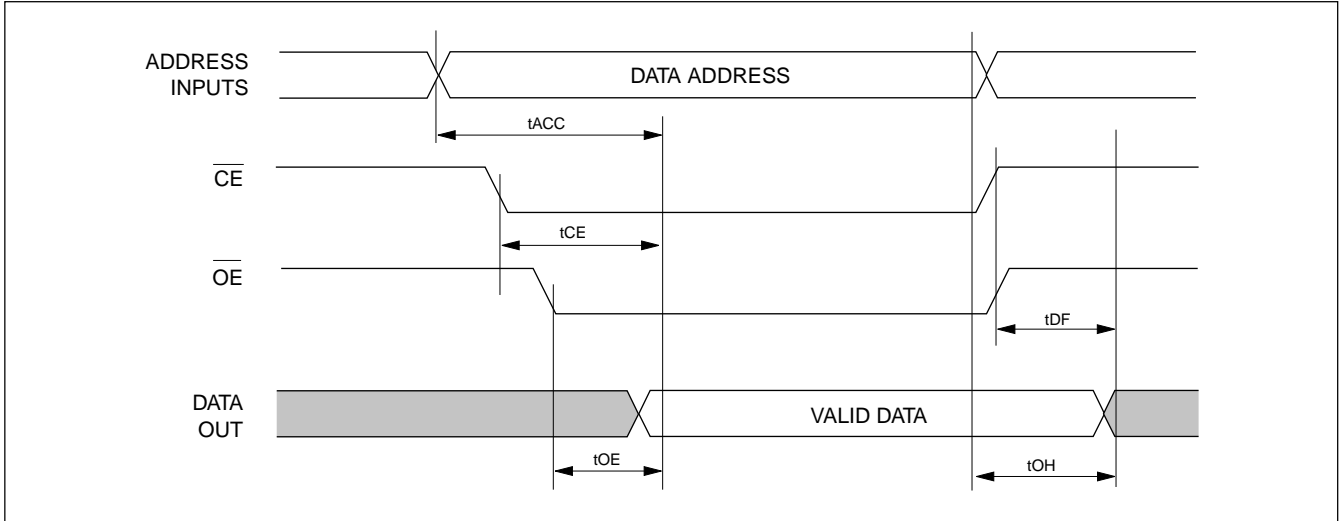 ADDRESS
INPUTS
DATA ADDRESS
tACC
CE
tCE
OE
tDF
DATA
OUT
VALID DATA
tOE
tOH